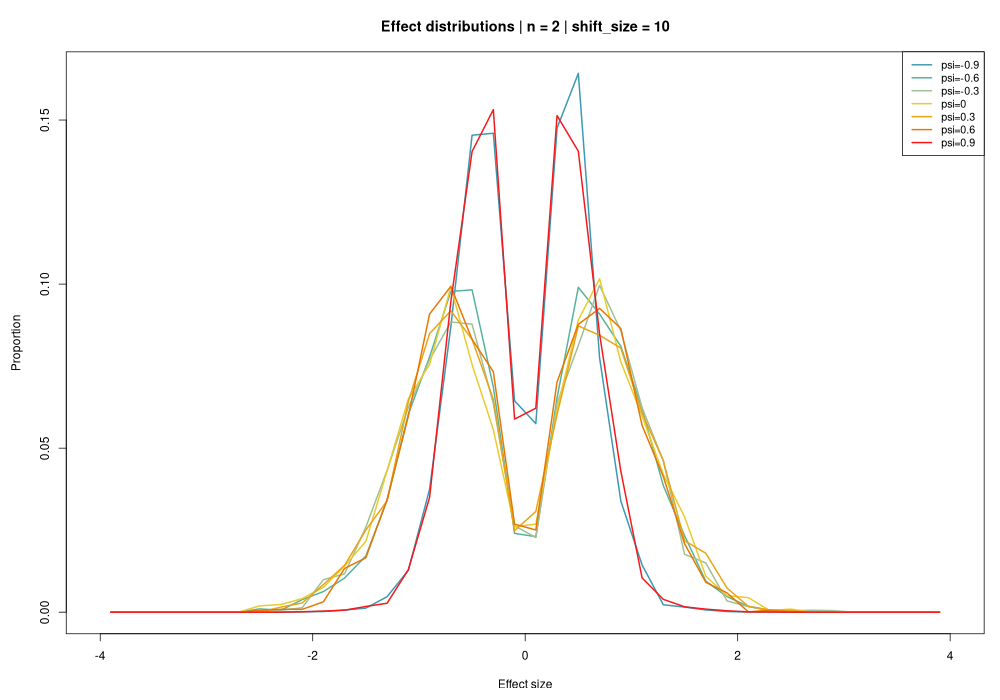 Effect distributions | n = 2 | shift_size = 10
psi=-0.9
psi=-0.6
psi=-0.3
psi=0
psi=0.3
psi=0.6
psi=0.9
Proportion
0.15
0.10
0.05
0.00
-4 -2 0 2 4
Effect size